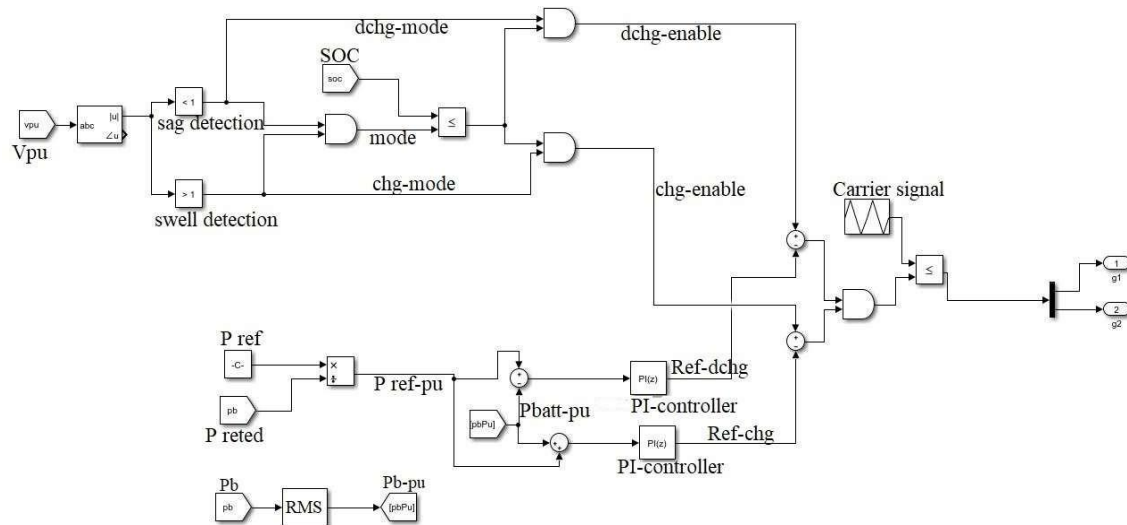 dchg-mode
dchg-enable
SOC
soc
vpu
abc
|u|
∠u
< 1
sag detection
≤
mode
Vpu
> 1
chg-mode
swell detection
chg-enable
Carrier signal
≤
1
g1
2
g2
P ref
-C-
×
÷
P ref-pu
pb
P reted
PI(z)
Ref-dchg
[pbPu]
Pbatt-pu
PI-controller
PI(z)
Ref-chg
PI-controller
Pb
pb
RMS
Pb-pu
[pbPu]